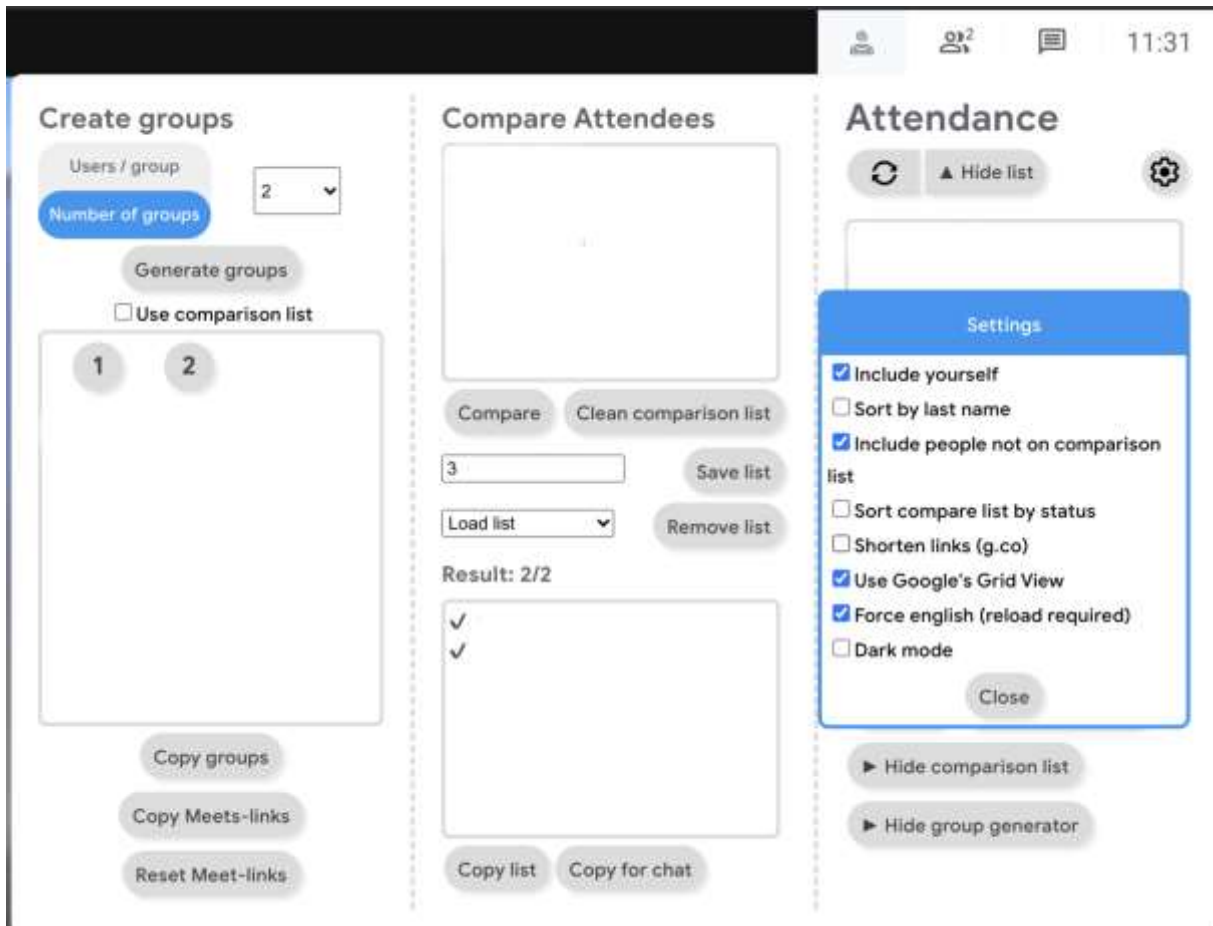 2
11:31
Create groups
Users / group
Number of groups
2
Generate groups
Use comparison list
1 2
Copy groups
Copy Meets-links
Reset Meet-links
Compare Attendees
Compare Clean comparison list
3 Save list
Load list Remove list
Result: 2/2
Copy list Copy for chat
Attendance
▲ Hide list
Settings
Include yourself
Sort by last name
Include people not on comparison
list
Sort compare list by status
Shorten links (g.co)
Use Google's Grid View
Force english (reload required)
Dark mode
Close
► Hide comparison list
► Hide group generator